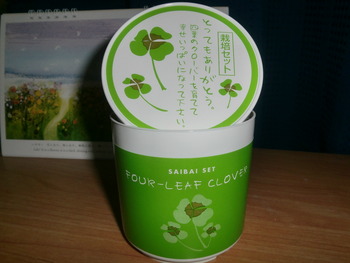 栽培セット
とってもありがとう。
四葉のクローバーを育てて
幸せいっぱいになって下さい。
SAIBAI SET
FOUR-LEAF CLOVER